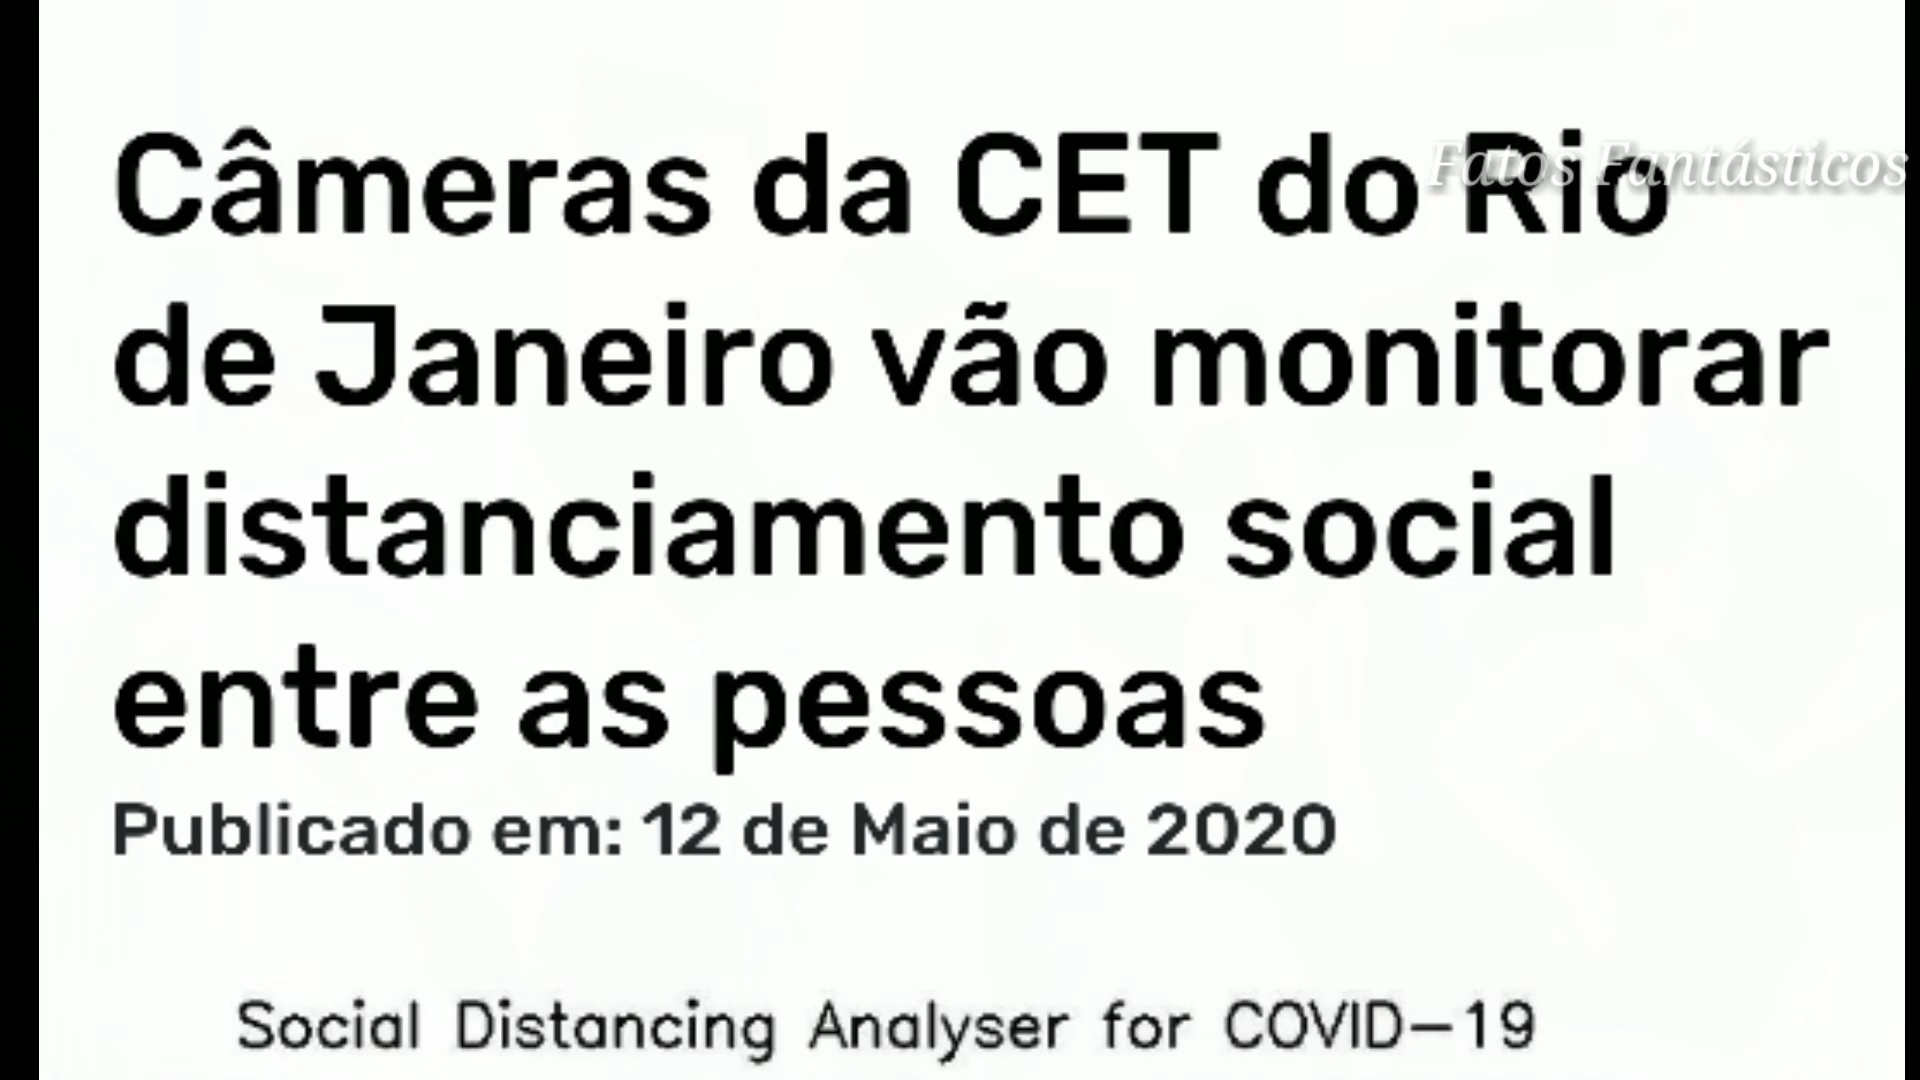 Câmeras da CET do Rio
Fatos Fantásticos
de Janeiro vão monitorar
distanciamento social
entre as pessoas
Publicado em: 12 de Maio de 2020
Social Distancing Analyser for COVID-19